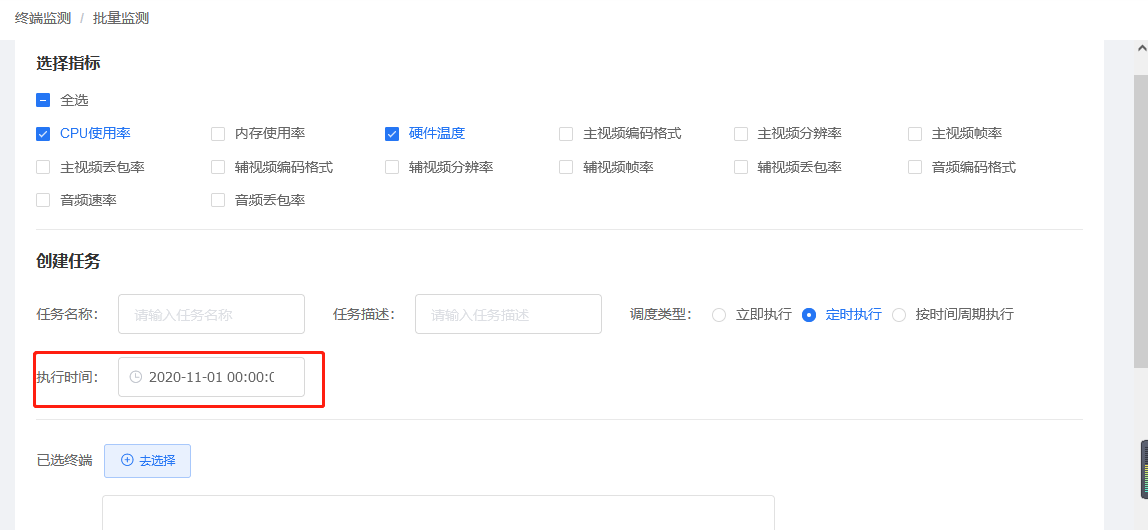 终端监测 / 批量监测
选择指标
全选
CPU使用率 内存使用率 硬件温度 主视频编码格式 主视频分辨率 主视频帧率
主视频丢包率 辅视频编码格式 辅视频分辨率 辅视频帧率 辅视频丢包率 音频编码格式
音频速率 音频丢包率
创建任务
任务名称: 请输入任务名称 任务描述: 请输入任务描述 调度类型: 立即执行 定时执行 按时间周期执行
执行时间: 2020-11-01 00:00:0
已选终端 去选择